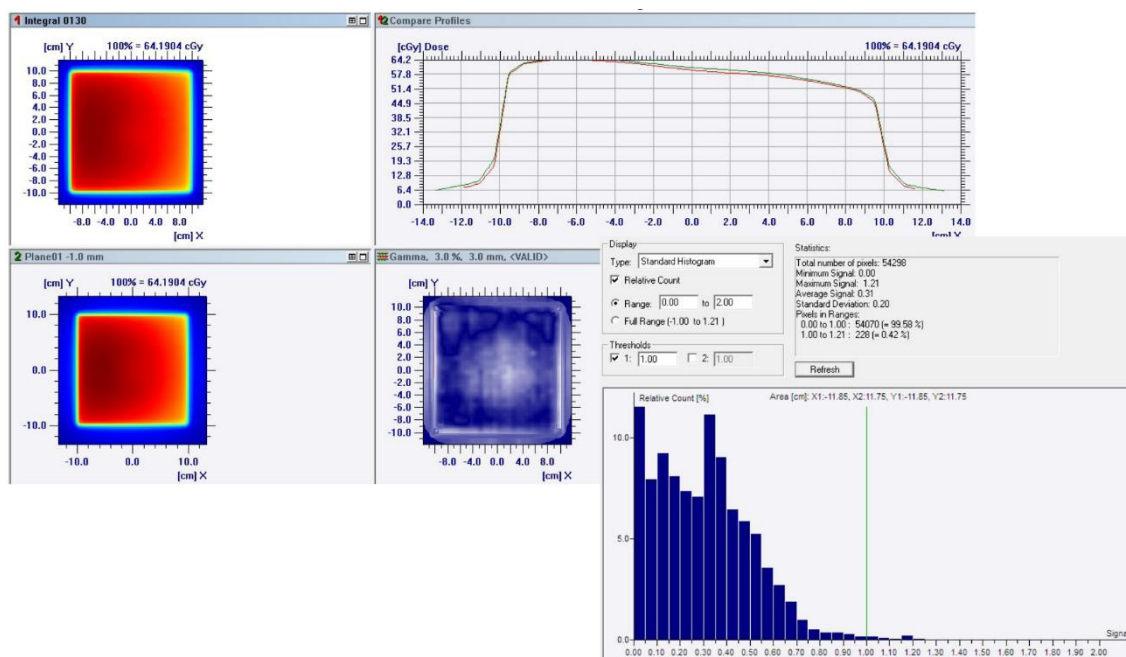 1 Integral 0130
[cm] Y 100% = 64.1904 cGy
10.0
8.0
6.0
4.0
2.0
0.0
-2.0
-4.0
-6.0
-8.0
-10.0
-8.0 -4.0 0.0 4.0 8.0
[cm] X
12 Compare Profiles
[cGy] Dose 100% = 64.1904 cGy
64.2
57.8
51.4
44.9
38.5
32.1
25.7
19.3
12.8
6.4
0.0
-14.0 -12.0 -10.0 -8.0 -6.0 -4.0 -2.0 0.0 2.0 4.0 6.0 8.0 10.0 12.0 14.0
[cm] Y
2 Plane01 -1.0 mm
[cm] Y 100% = 64.1904 cGy
10.0
0.0
-10.0
-10.0 0.0 10.0
[cm] X
Gamma, 3.0 %, 3.0 mm, <VALID>
[cm] Y
10.0
8.0
6.0
4.0
2.0
0.0
-2.0
-4.0
-6.0
-8.0
-10.0
-8.0 -4.0 0.0 2.0 4.0 8.0
[cm] X
Display
Type: Standard Histogram
Relative Count
Range: 0.00 to 2.00
Full Range (-1.00 to 1.21 )
Thresholds
1: 1.00 2: 1.00
Statistics:
Total number of pixels: 54298
Minimum Signal: 0.00
Maximum Signal: 1.21
Average Signal: 0.31
Standard Deviation: 0.20
Pixels in Ranges:
0.00 to 1.00 : 54070 (= 99.58 %)
1.00 to 1.21 : 228 (= 0.42 %)
Refresh
Relative Count [%] Area [cm]: X1:-11.85, X2:11.75, Y1:-11.85, Y2:11.75
10.0
5.0
0.0
Signa
0.00 0.10 0.20 0.30 0.40 0.50 0.60 0.70 0.80 0.90 1.00 1.10 1.20 1.30 1.40 1.50 1.60 1.70 1.80 1.90 2.00